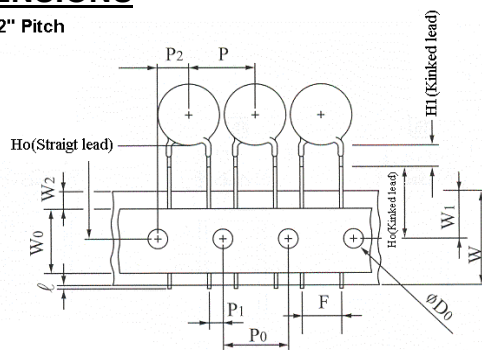 2" Pitch
P2
P
H1(Kinked lead)
Ho(Straigt lead)
W2
W0
Ho(Kinked lead)
W1
W
ℓ
P1
P0
F
øD0